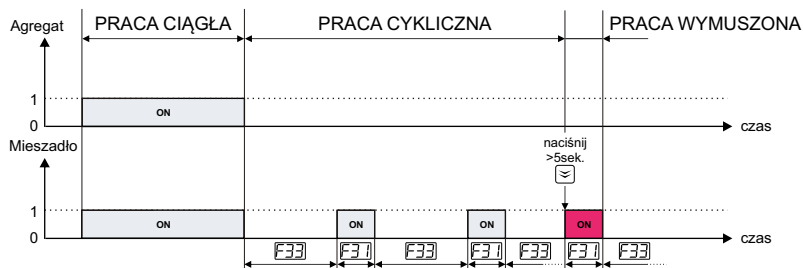 PRACA CIĄGŁA PRACA CYKLICZNA PRACA WYMUSZONA
Agregat
1
ON
0
czas
Mieszadło
naciśnij
>5sek.
1
ON ON ON ON
0
czas
F33 F31 F33 F31 F33 F31 F33